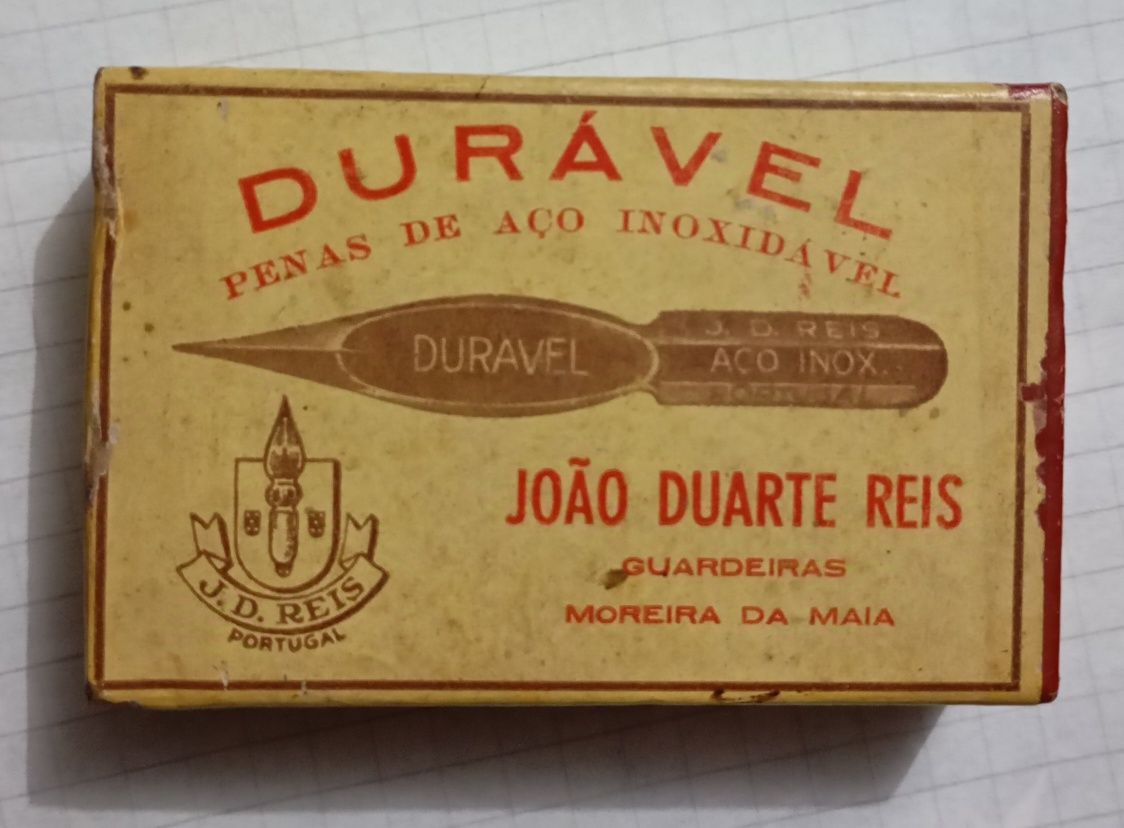 DURÁVEL
PENAS DE AÇO INOXIDÁVEL
DURAVEL
J. D. REIS
AÇO INOX.
JOÃO DUARTE REIS
GUARDEIRAS
MOREIRA DA MAIA
J. D. REIS
PORTUGAL